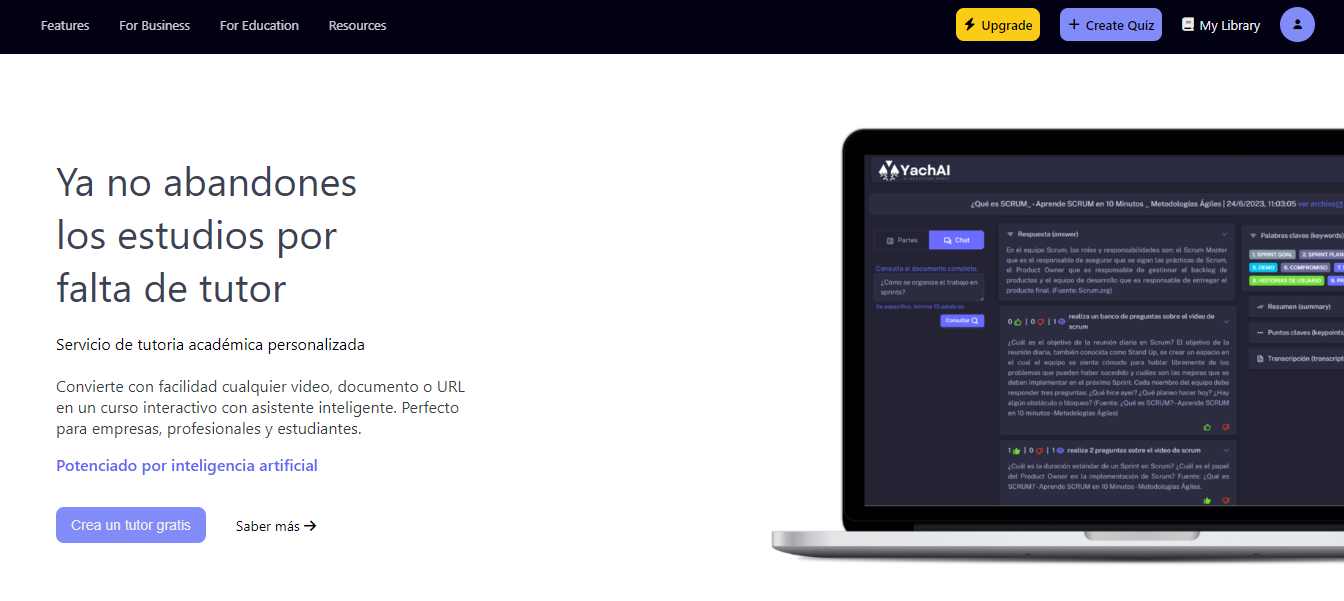 Features For Business For Education Resources Upgrade + Create Quiz My Library
Ya no abandones
los estudios por
falta de tutor
Servicio de tutoria académica personalizada
Convierte con facilidad cualquier video, documento o URL
en un curso interactivo con asistente inteligente. Perfecto
para empresas, profesionales y estudiantes.
Potenciado por inteligencia artificial
Crea un tutor gratis
Saber más →
YachAI
¿Qué es SCRUM_ - Aprende SCRUM en 10 Minutos _ Metodologías Ágiles | 24/6/2023, 11:03:05 ver archivo
Partes Chat
Consulta al documento completo.
¿Cómo se organiza el trabajo en
sprints?
Se específico, mínimo 15 palabras.
Consultar
Respuesta (answer)
En el equipo Scrum, los roles y responsabilidades son: el Scrum Master
que es el responsable de asegurar que se sigan las prácticas de Scrum,
el Product Owner que es responsable de gestionar el backlog de
productos y el equipo de desarrollo que es responsable de entregar el
producto final. (Fuente: Scrum.org)
0 | 0 | 1 realiza un banco de preguntas sobre el video de
scrum
¿Cuál es el objetivo de la reunión diaria en Scrum? El objetivo de la
reunión diaria, también conocida como Stand Up, es crear un espacio en
el cual el equipo se sienta cómodo para hablar libremente de los
problemas que pueden haber sucedido y cuáles son las mejoras que se
deben implementar en el próximo Sprint. Cada miembro del equipo debe
responder tres preguntas: ¿Qué hice ayer? ¿Qué planeo hacer hoy? ¿Hay
algún obstáculo o bloqueo? (Fuente: ¿Qué es SCRUM? - Aprende SCRUM
en 10 minutos - Metodologías Ágiles)
1 | 0 | 1 realiza 2 preguntas sobre el video de scrum
¿Cuál es la duración estándar de un Sprint en Scrum? ¿Cuál es el papel
del Product Owner en la implementación de Scrum? Fuente: ¿Qué es
SCRUM? - Aprende SCRUM en 10 Minutos - Metodologías Ágiles.
Palabras claves (keywords)
1. SPRINT GOAL 2. SPRINT PLAN
5. DEMO 6. COMPROMISO 7.
8. HISTORIAS DE USUARIO 9. PR
Resumen (summary)
Puntos claves (keypoints
Transcripción (transcript